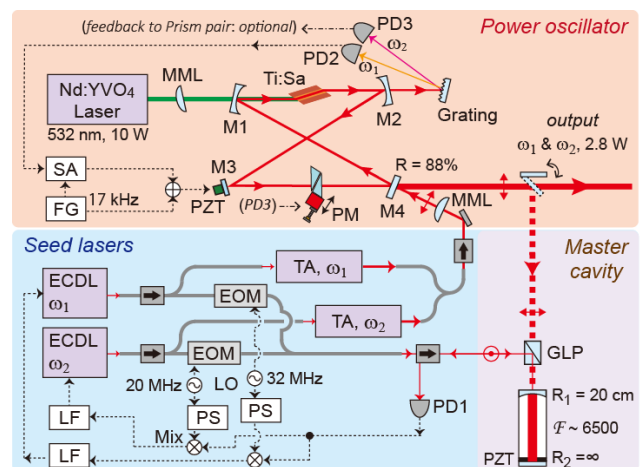 (feedback to Prism pair: optional)
PD3
Power oscillator
PD2
ω₂
ω₁
Nd:YVO₄
Laser
MML
Ti:Sa
532 nm, 10 W
M1
M2
Grating
output
ω₁ & ω₂, 2.8 W
M3
R = 88%
SA
FG
17 kHz
PZT
(PD3)
PM
M4
MML
Seed lasers
Master
cavity
ECDL
ω₁
TA, ω₁
EOM
ECDL
ω₂
TA, ω₂
EOM
20 MHz
LO
32 MHz
GLP
LF
PS
PS
PD1
R₁ = 20 cm
Mix
ℱ ~ 6500
LF
PZT
R₂ = ∞